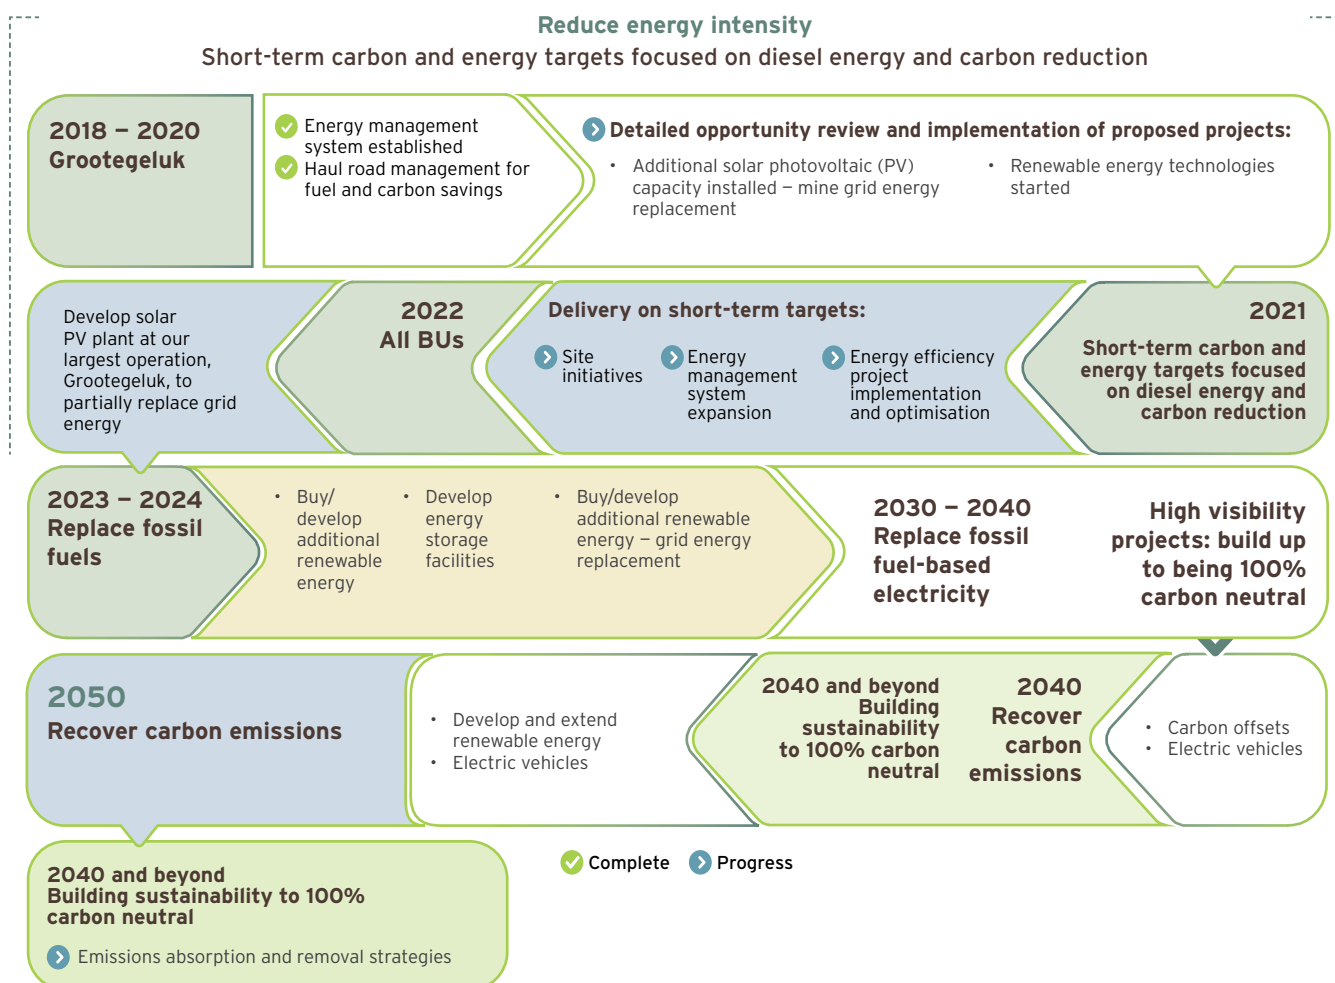 Reduce energy intensity
Short-term carbon and energy targets focused on diesel energy and carbon reduction
2018 – 2020
Grootegeluk
Energy management
system established
Haul road management for
fuel and carbon savings
Detailed opportunity review and implementation of proposed projects:
• Additional solar photovoltaic (PV)
capacity installed – mine grid energy
replacement
• Renewable energy technologies
started
2021
Short-term carbon and
energy targets focused
on diesel energy and
carbon reduction
Delivery on short-term targets:
Site
initiatives
Energy
management
system
expansion
Energy efficiency
project
implementation
and optimisation
2022
All BUs
Develop solar
PV plant at our
largest operation,
Grootegeluk, to
partially replace grid
energy
2023 – 2024
Replace fossil
fuels
• Buy/
develop
additional
renewable
energy
• Develop
energy
storage
facilities
• Buy/develop
additional renewable
energy – grid energy
replacement
2030 – 2040
Replace fossil
fuel-based
electricity
High visibility
projects: build up
to being 100%
carbon neutral
• Carbon offsets
• Electric vehicles
2040
Recover
carbon
emissions
2040 and beyond
Building
sustainability
to 100% carbon
neutral
• Develop and extend
renewable energy
• Electric vehicles
2050
Recover carbon emissions
2040 and beyond
Building sustainability to 100%
carbon neutral
Emissions absorption and removal strategies
Complete
Progress